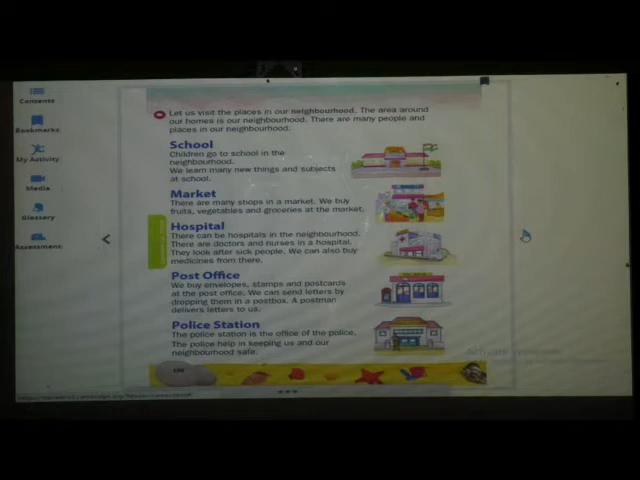 Contents
Bookmarks
My Activity
Media
Glossary
Assessment
Let us visit the places in our neighbourhood. The area around
our homes is our neighbourhood. There are many people and
places in our neighbourhood.
School
Children go to school in the
neighbourhood.
We learn many new things and subjects
at school.
Market
There are many shops in a market. We buy
fruits, vegetables and groceries at the market.
Hospital
There can be hospitals in the neighbourhood.
There are doctors and nurses in a hospital.
They look after sick people. We can also buy
medicines from there.
Post Office
We buy envelopes, stamps and postcards
at the post office. We can send letters by
dropping them in a postbox. A postman
delivers letters to us.
Police Station
The police station is the office of the police.
The police help in keeping us and our
neighbourhood safe.